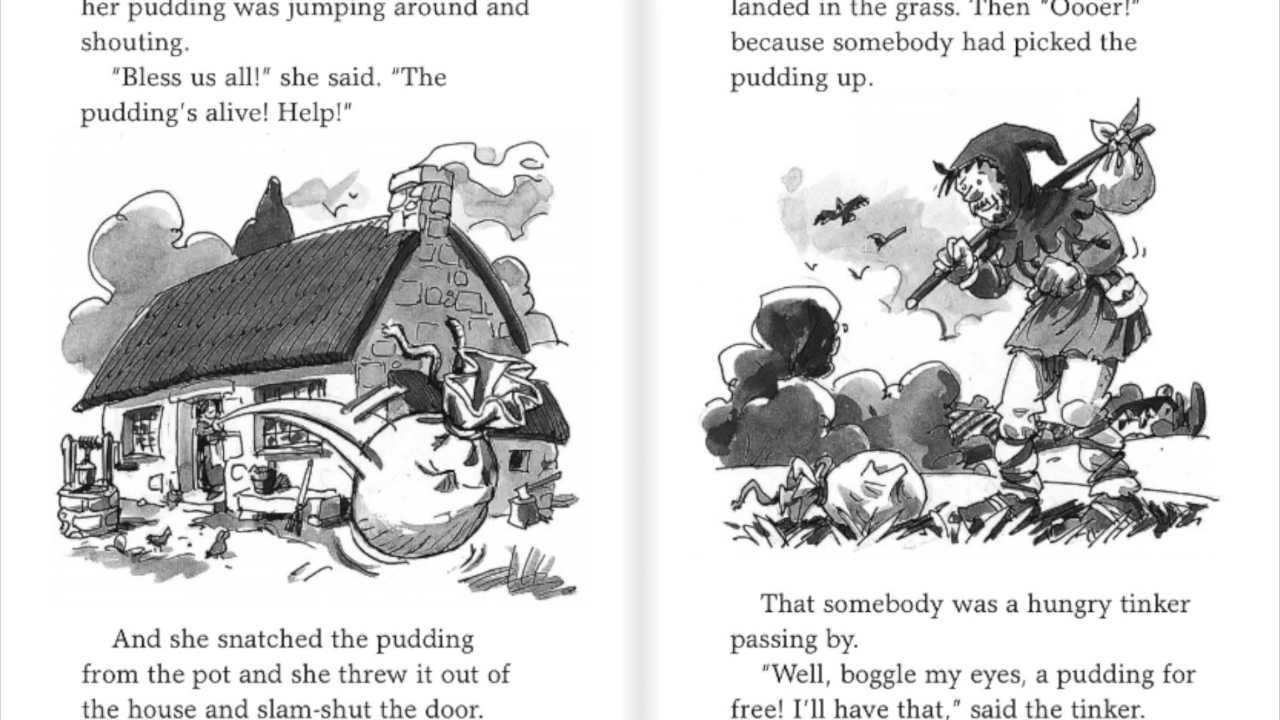 her pudding was jumping around and
shouting.
"Bless us all!" she said. "The
pudding's alive! Help!"
And she snatched the pudding
from the pot and she threw it out of
the house and slam-shut the door.
landed in the grass. Then "Oooer!"
because somebody had picked the
pudding up.
That somebody was a hungry tinker
passing by.
"Well, boggle my eyes, a pudding for
free! I'll have that," said the tinker.